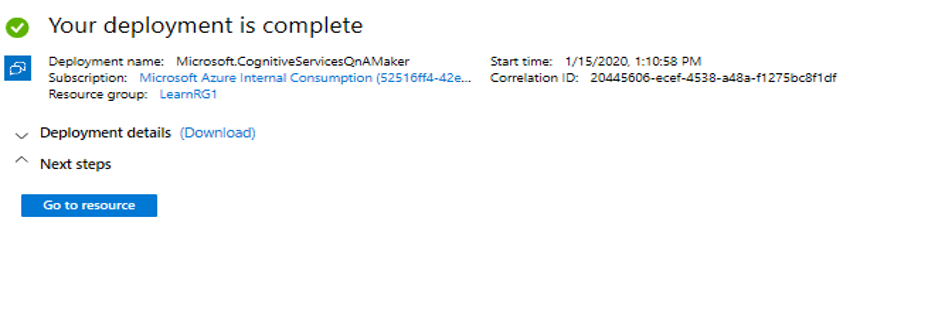 Your deployment is complete
Deployment name: Microsoft.CognitiveServicesQnAMaker Start time: 1/15/2020, 1:10:58 PM
Subscription: Microsoft Azure Internal Consumption (52516ff4-42e... Correlation ID: 20445606-ecef-4538-a48a-f1275bc8f1df
Resource group: LearnRG1
Deployment details (Download)
Next steps
Go to resource